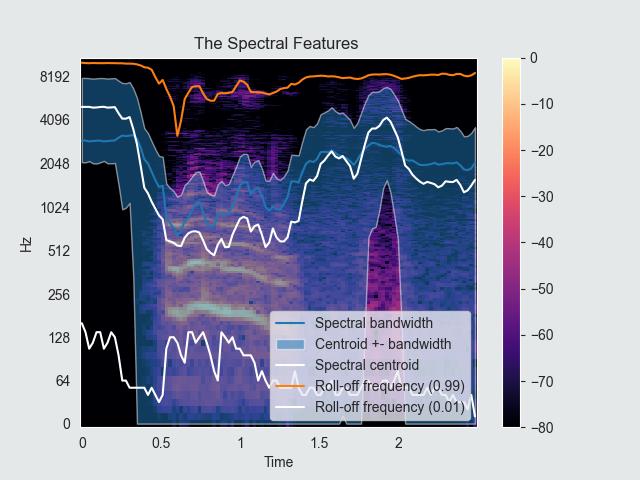 The Spectral Features
8192
4096
2048
1024
512
256
128
64
0
Hz
0
0.5
1
1.5
2
Time
Spectral bandwidth
Centroid +- bandwidth
Spectral centroid
Roll-off frequency (0.99)
Roll-off frequency (0.01)
0
−10
−20
−30
−40
−50
−60
−70
−80